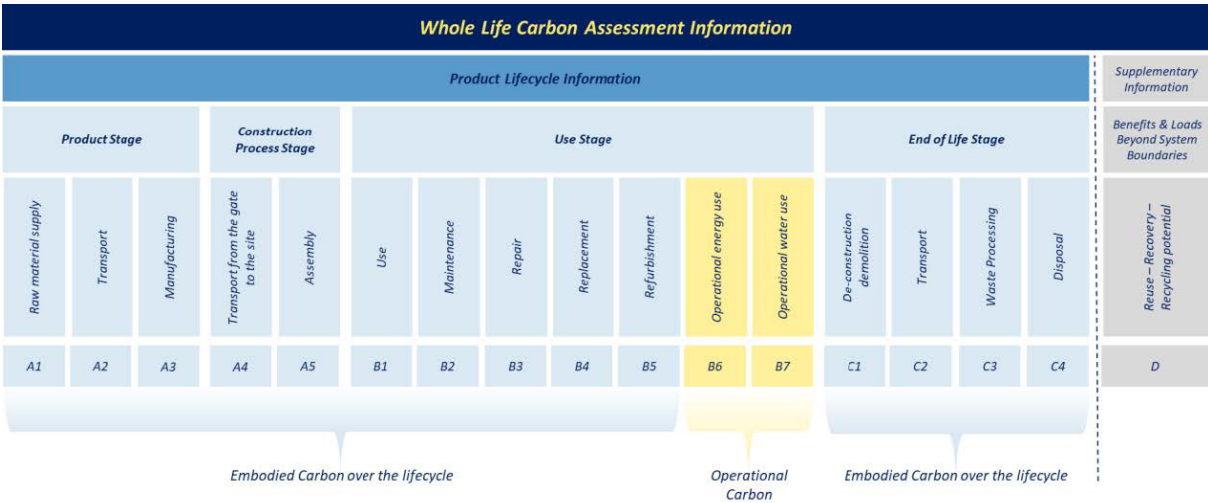 Whole Life Carbon Assessment Information
Product Lifecycle Information
Supplementary
Information
Product Stage
Construction
Process Stage
Use Stage
End of Life Stage
Benefits & Loads
Beyond System
Boundaries
Raw material supply
Transport
Manufacturing
Transport from the gate
to the site
Assembly
Use
Maintenance
Repair
Replacement
Refurbishment
Operational energy use
Operational water use
De-construction
demolition
Transport
Waste Processing
Disposal
Reuse – Recovery –
Recycling potential
A1
A2
A3
A4
A5
B1
B2
B3
B4
B5
B6
B7
C1
C2
C3
C4
D
Embodied Carbon over the lifecycle
Operational
Carbon
Embodied Carbon over the lifecycle